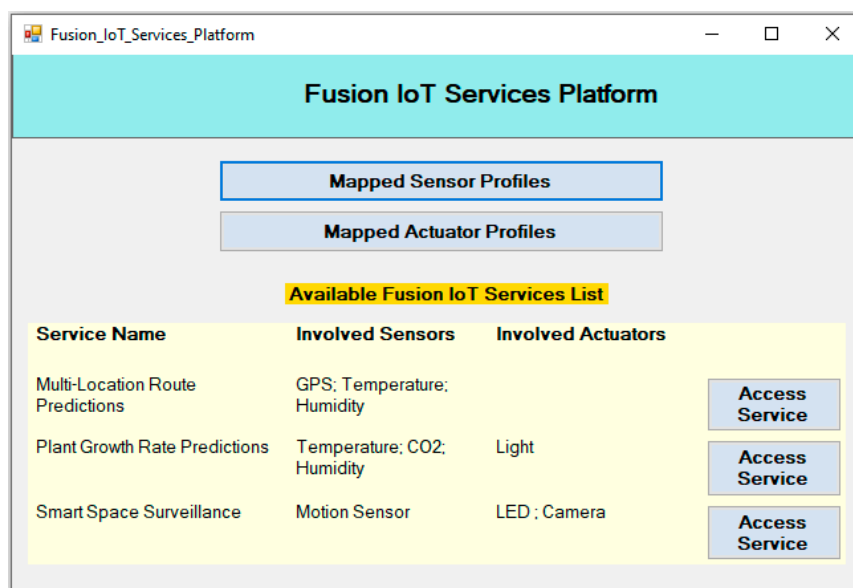 Fusion_IoT_Services_Platform
Fusion IoT Services Platform
Mapped Sensor Profiles
Mapped Actuator Profiles
Available Fusion IoT Services List
Service Name Involved Sensors Involved Actuators
Multi-Location Route Predictions
GPS; Temperature;
Humidity
Access
Service
Plant Growth Rate Predictions
Temperature; CO2;
Humidity
Light
Access
Service
Smart Space Surveillance
Motion Sensor
LED ; Camera
Access
Service